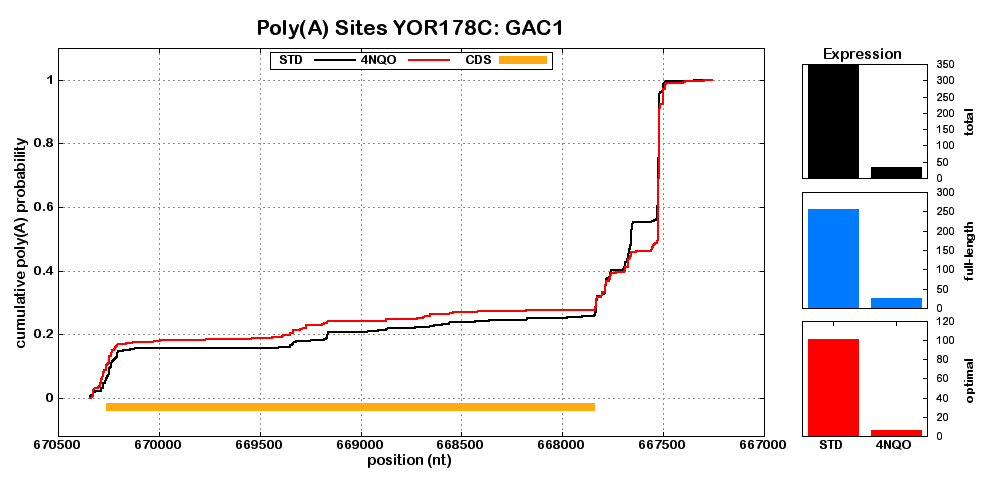 Poly(A) Sites YOR178C: GAC1
STD 4NQO CDS
cumulative poly(A) probability
1
0.8
0.6
0.4
0.2
0
670500 670000 669500 669000 668500 668000 667500 667000
position (nt)
Expression
350
300
250
200
150
100
50
0
total
300
250
200
150
100
50
0
full-length
120
100
80
60
40
20
0
optimal
STD 4NQO